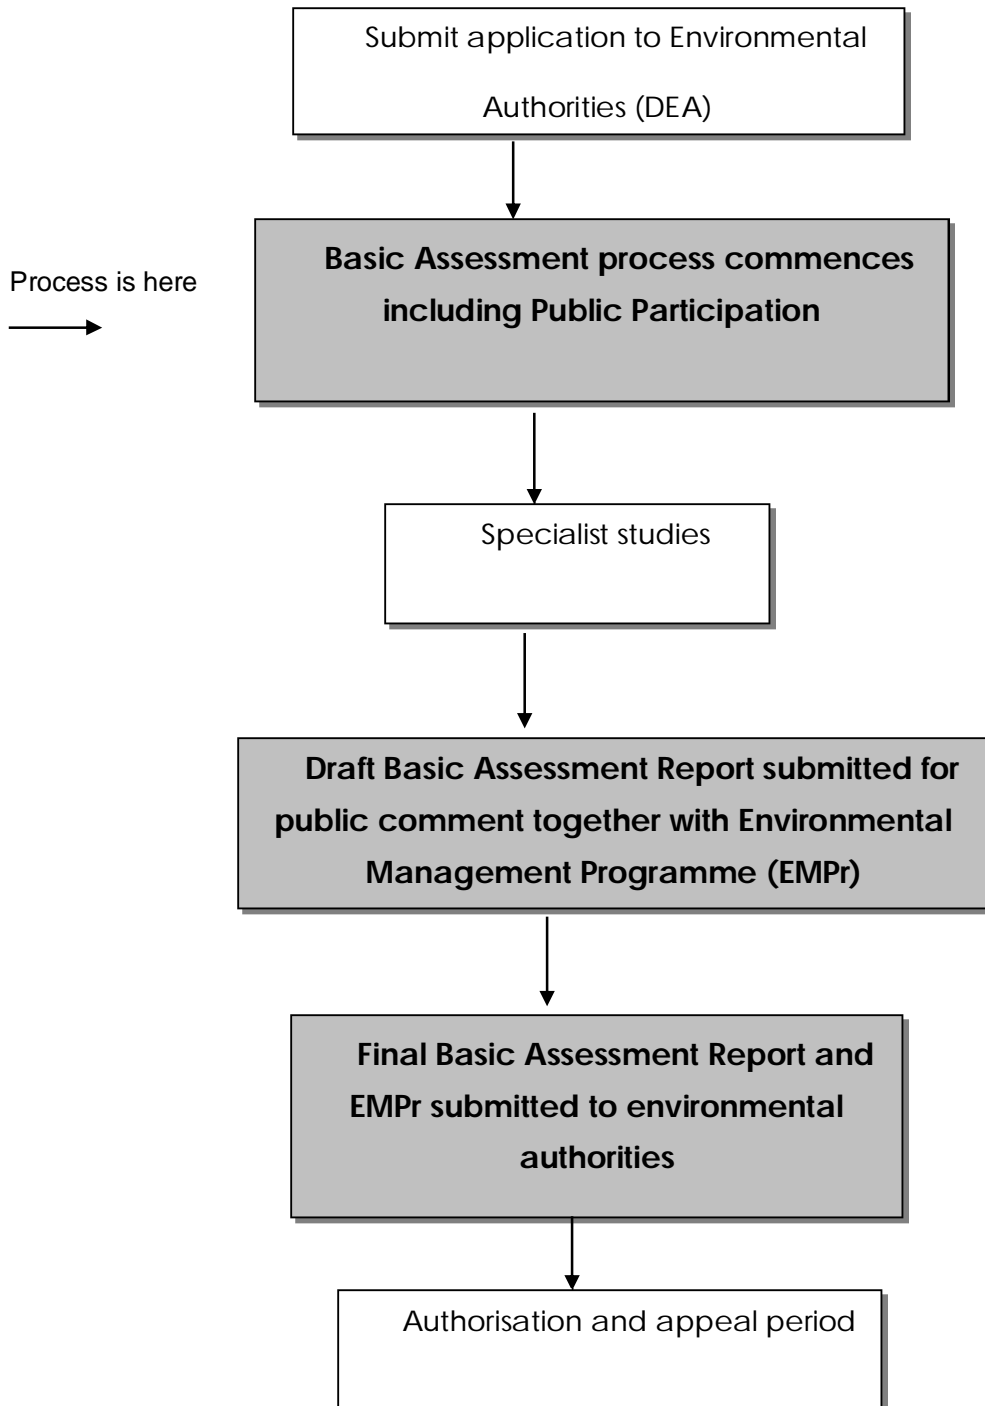 Submit application to Environmental
Authorities (DEA)
Process is here
Basic Assessment process commences
including Public Participation
Specialist studies
Draft Basic Assessment Report submitted for
public comment together with Environmental
Management Programme (EMPr)
Final Basic Assessment Report and
EMPr submitted to environmental
authorities
Authorisation and appeal period